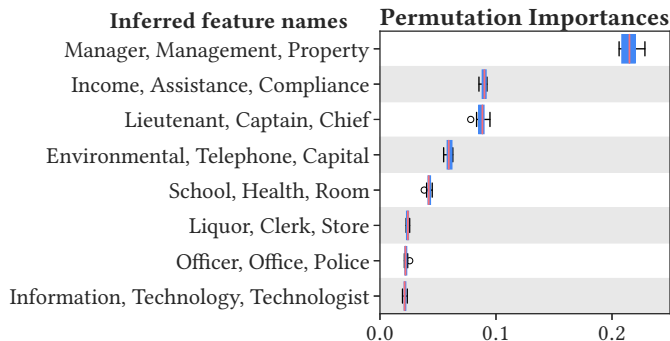 Inferred feature names
Permutation Importances
Manager, Management, Property
Income, Assistance, Compliance
Lieutenant, Captain, Chief
Environmental, Telephone, Capital
School, Health, Room
Liquor, Clerk, Store
Officer, Office, Police
Information, Technology, Technologist
0.0 0.1 0.2